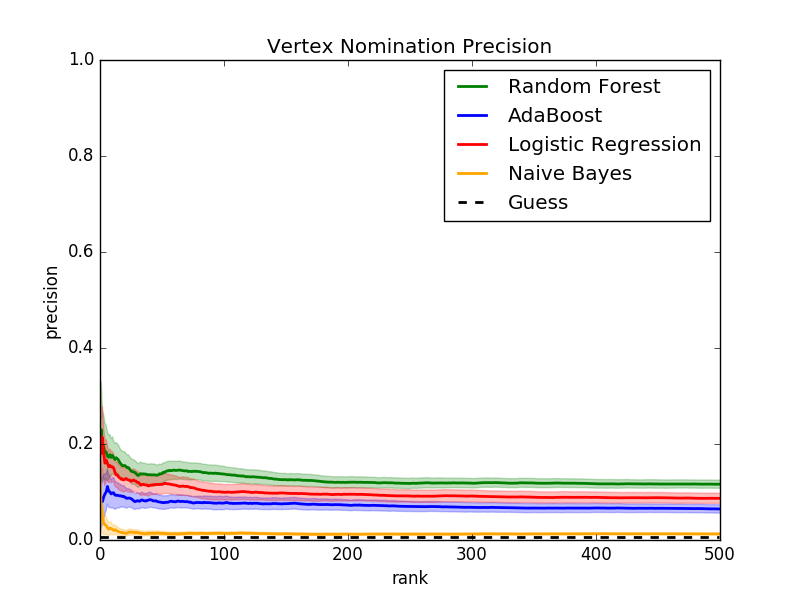 Vertex Nomination Precision
1.0
0.8
0.6
0.4
0.2
0.0
precision
Random Forest
AdaBoost
Logistic Regression
Naive Bayes
Guess
0
100
200
300
400
500
rank